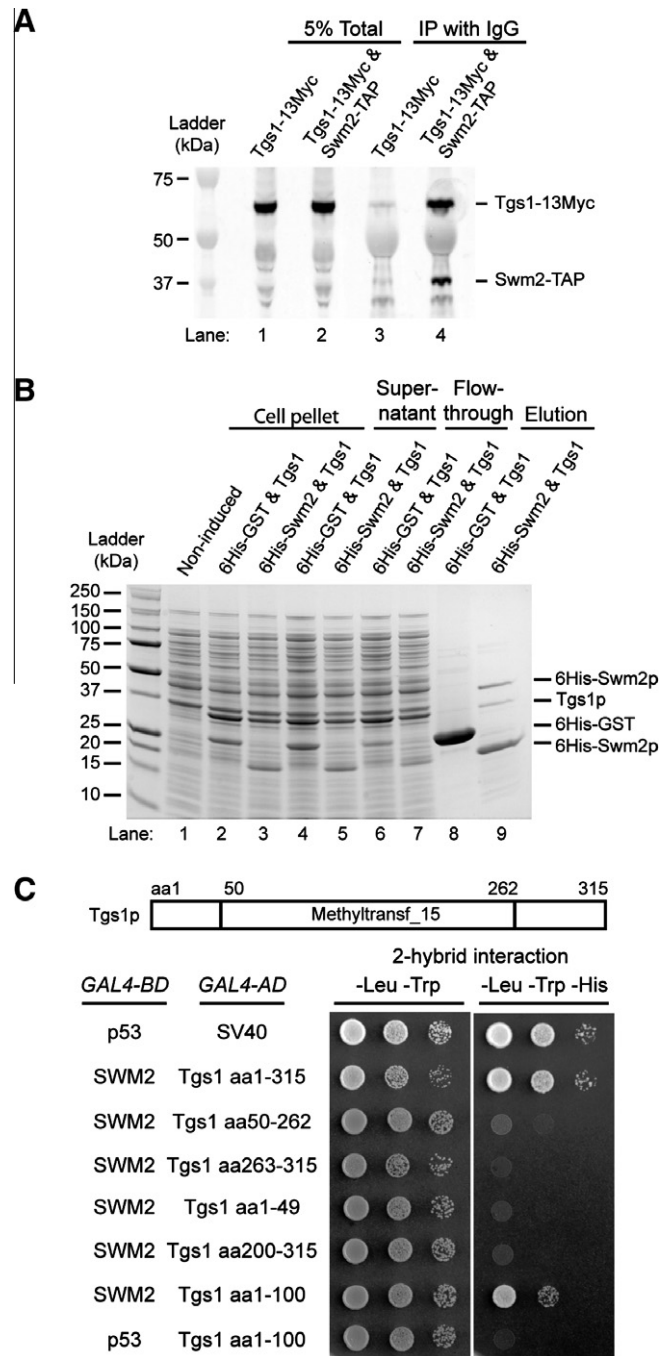 A
5% Total
IP with IgG
Ladder
(kDa)
Tgs1-13Myc
Tgs1-13Myc &
Swm2-TAP
Tgs1-13Myc
Tgs1-13Myc &
Swm2-TAP
75
50
37
Tgs1-13Myc
Swm2-TAP
Lane: 1 2 3 4
B
Cell pellet
Super-
natant
Flow-
through
Elution
Ladder
(kDa)
Non-induced
6His-GST & Tgs1
6His-Swm2 & Tgs1
6His-GST & Tgs1
6His-Swm2 & Tgs1
6His-GST & Tgs1
6His-Swm2 & Tgs1
6His-GST & Tgs1
6His-Swm2 & Tgs1
250
150
100
75
50
37
25
20
15
10
6His-Swm2p
Tgs1p
6His-GST
6His-Swm2p
Lane: 1 2 3 4 5 6 7 8 9
C
aa1 50 262 315
Tgs1p Methyltransf_15
2-hybrid interaction
GAL4-BD GAL4-AD -Leu -Trp -Leu -Trp -His
p53 SV40
SWM2 Tgs1 aa1-315
SWM2 Tgs1 aa50-262
SWM2 Tgs1 aa263-315
SWM2 Tgs1 aa1-49
SWM2 Tgs1 aa200-315
SWM2 Tgs1 aa1-100
p53 Tgs1 aa1-100